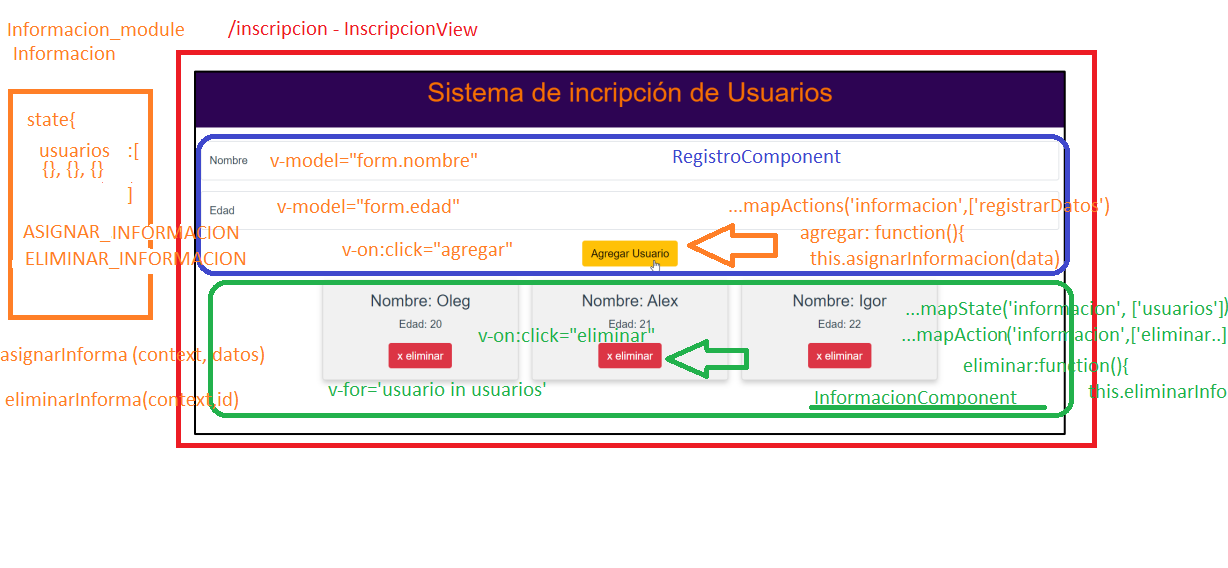 Informacion_module
/inscripcion - InscripcionView
Informacion
Sistema de incripción de Usuarios
state{
usuarios :[
{}, {}, {}
]
ASIGNAR_INFORMACION
ELIMINAR_INFORMACION
asignarInforma (context, datos)
eliminarInforma(context,id)
Nombre
v-model="form.nombre"
RegistroComponent
Edad
v-model="form.edad"
...mapActions('informacion',['registrarDatos')
v-on:click="agregar"
Agregar Usuario
agregar: function(){
this.asignarInformacion(data)
Nombre: Oleg
Edad: 20
x eliminar
Nombre: Alex
Edad: 21
x eliminar
Nombre: Igor
Edad: 22
x eliminar
v-on:click="eliminar"
v-for='usuario in usuarios'
...mapState('informacion', ['usuarios'])
...mapAction('informacion',['eliminar..]
eliminar:function(){
this.eliminarInfo
InformacionComponent